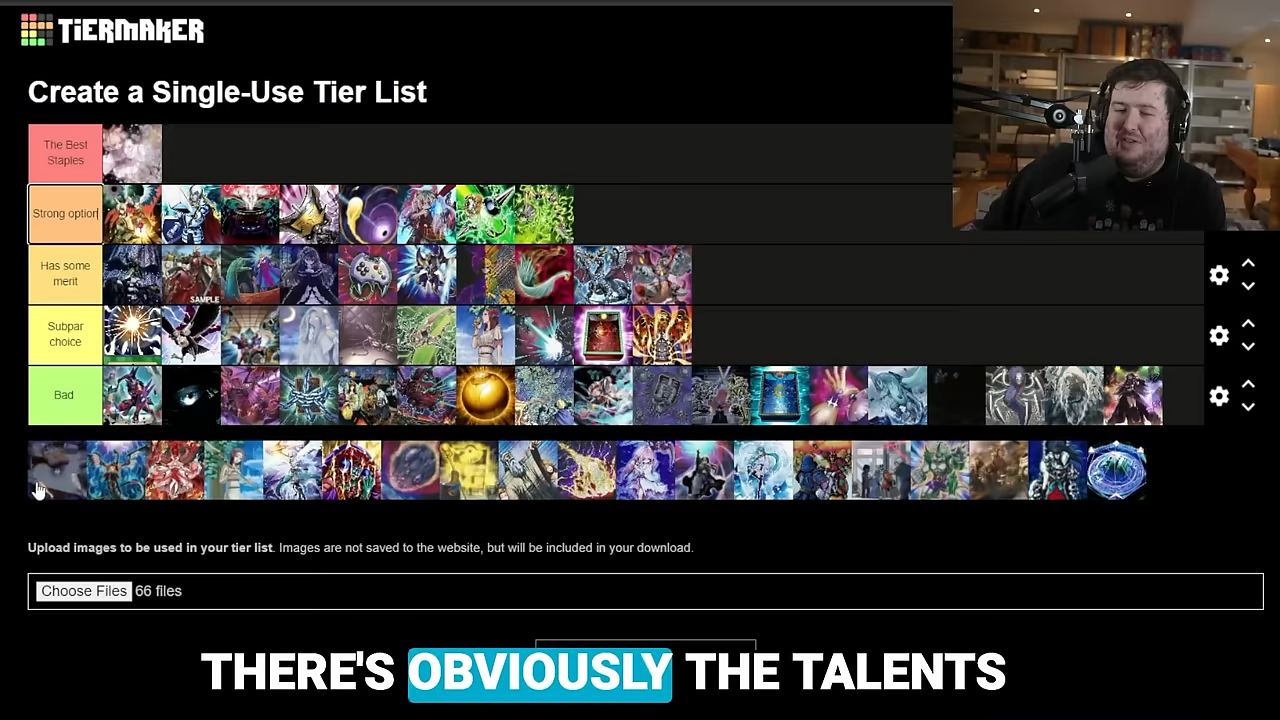 TiERMAKER
Create a Single-Use Tier List
The Best
Staples
Strong option
Has some
merit
SAMPLE
Subpar
choice
Bad
Upload images to be used in your tier list. Images are not saved to the website, but will be included in your download.
Choose Files 66 files
THERE'S OBVIOUSLY THE TALENTS